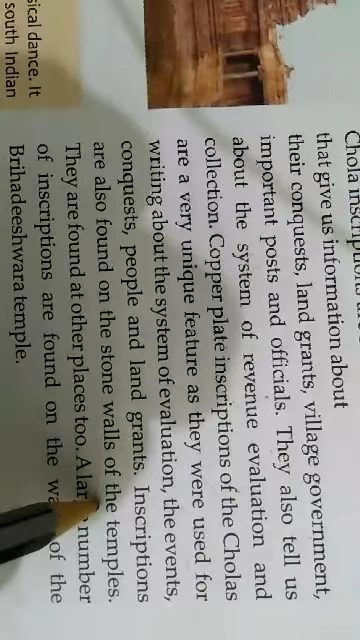 that give us information about
their conquests, land grants, village government,
important posts and officials. They also tell us
about the system of revenue evaluation and
collection. Copper plate inscriptions of the Cholas
are a very unique feature as they were used for
writing about the system of evaluation, the events,
conquests, people and land grants. Inscriptions
are also found on the stone walls of the temples.
They are found at other places too. A number
of inscriptions are found on the of the
Brihadeeshwara temple.
sical dance. It
south Indian